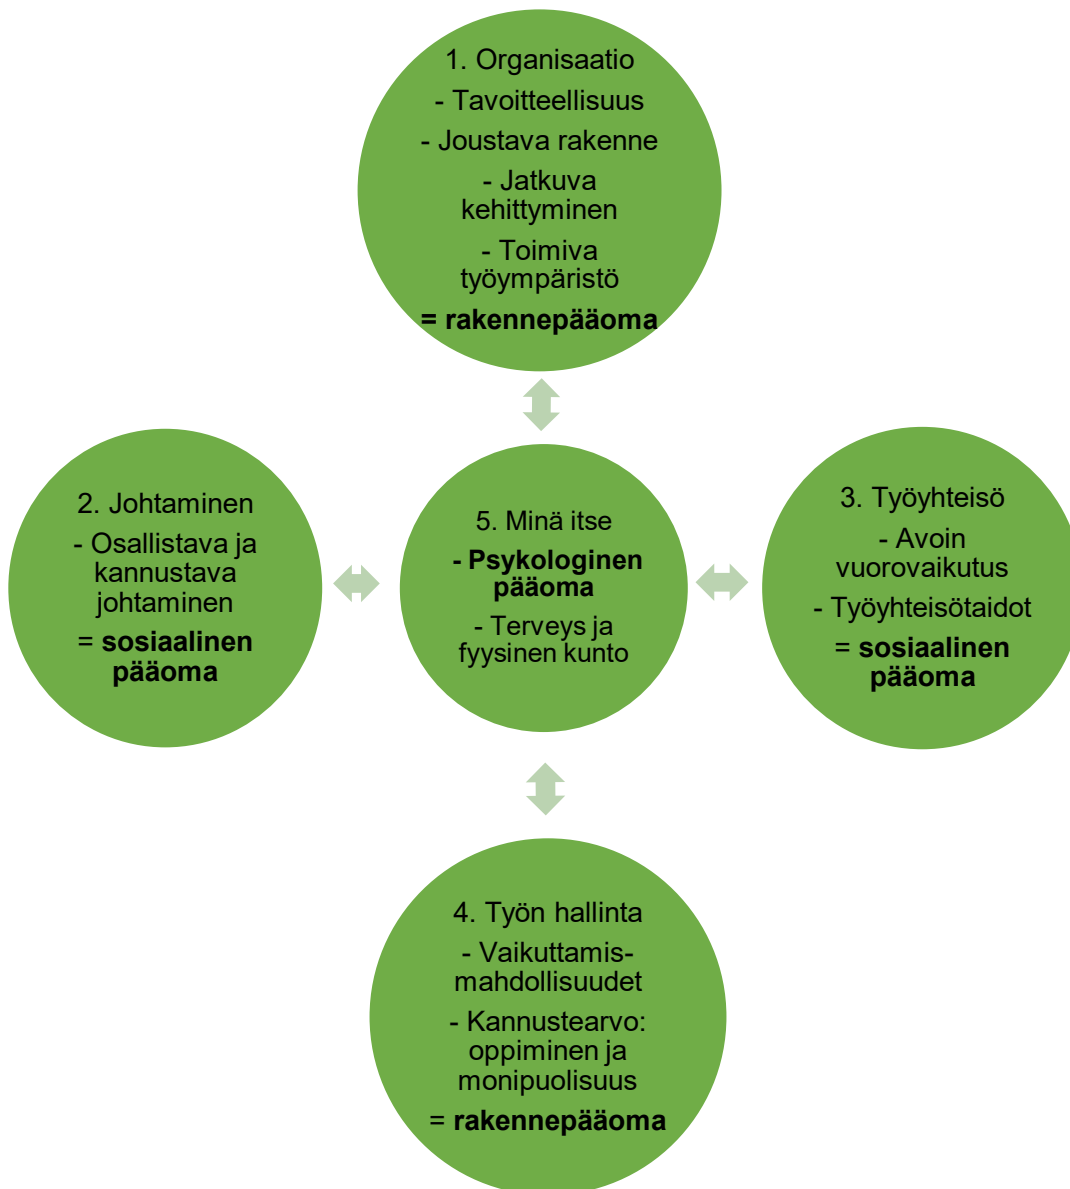 1. Organisaatio
- Tavoitteellisuus
- Joustava rakenne
- Jatkuva
kehittyminen
- Toimiva
työympäristö
= rakennepääoma
2. Johtaminen
- Osallistava ja
kannustava
johtaminen
= sosiaalinen
pääoma
5. Minä itse
- Psykologinen
pääoma
- Terveys ja
fyysinen kunto
3. Työyhteisö
- Avoin
vuorovaikutus
- Työyhteisötaidot
= sosiaalinen
pääoma
4. Työn hallinta
- Vaikuttamis-
mahdollisuudet
- Kannustearvo:
oppiminen ja
monipuolisuus
= rakennepääoma